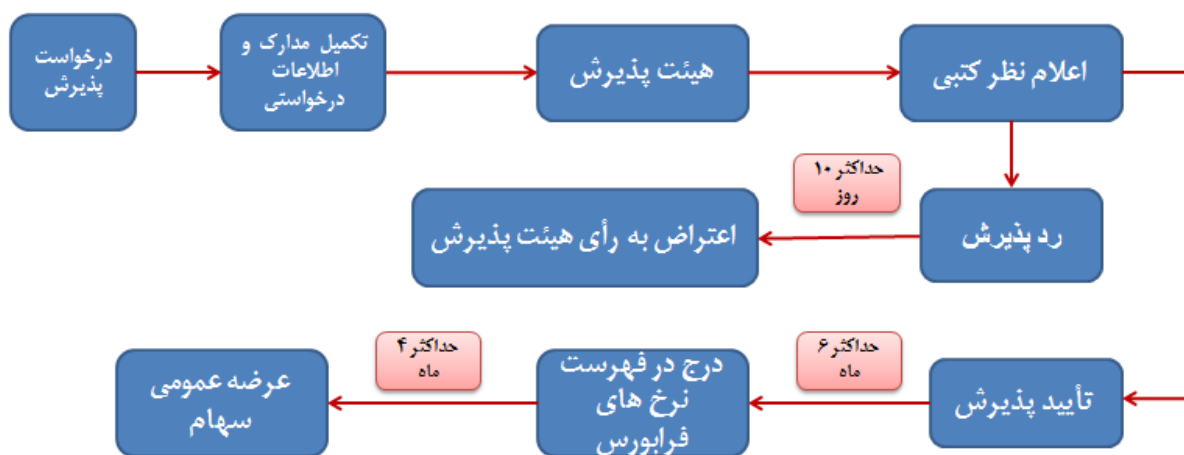 درخواست
پذیرش
تکمیل مدارک و
اطلاعات
درخواستی
هیئت پذیرش
اعلام نظر کتبی
حداکثر ۱۰
روز
رد پذیرش
اعتراض به رأی هیئت پذیرش
تأیید پذیرش
حداکثر ۶
ماه
درج در فهرست
نرخ های
فرابورس
حداکثر ۴
ماه
عرضه عمومی
سهام